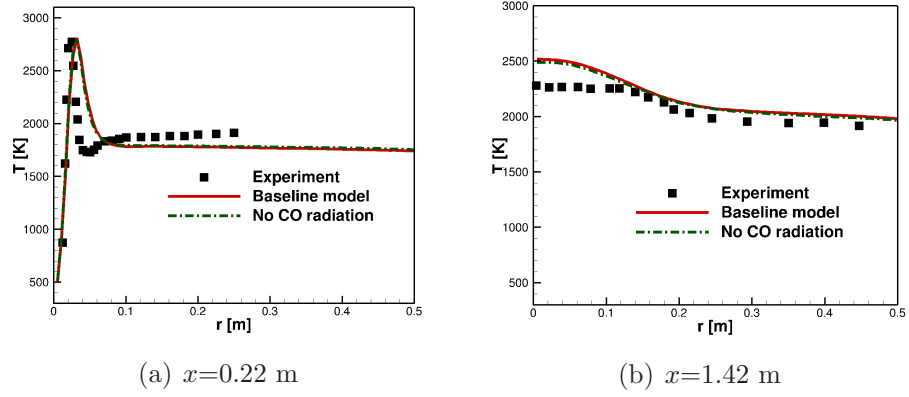 3000
2500
2000
1500
1000
500
T [K]
Experiment
Baseline model
No CO radiation
0 0.1 0.2 0.3 0.4 0.5
r [m]
(a) x=0.22 m
3000
2500
2000
1500
1000
500
T [K]
Experiment
Baseline model
No CO radiation
0 0.1 0.2 0.3 0.4 0.5
r [m]
(b) x=1.42 m